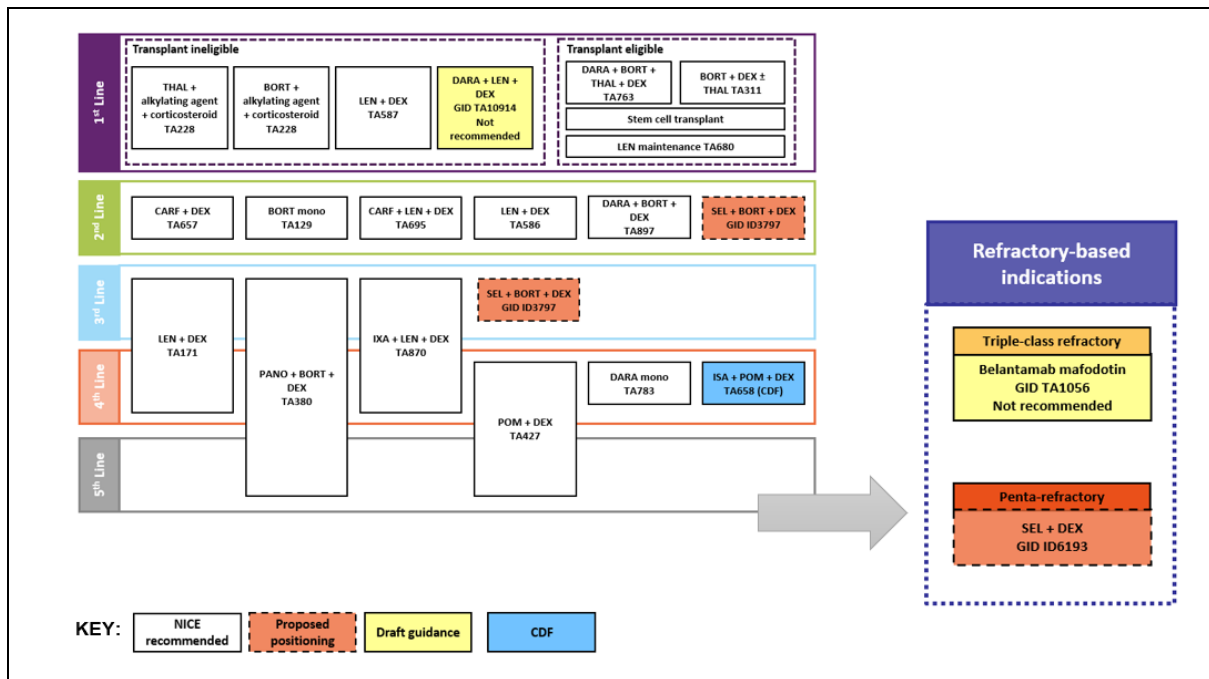 1st Line
Transplant ineligible
THAL +
alkylating agent
+ corticosteroid
TA228
BORT +
alkylating agent
+ corticosteroid
TA228
LEN + DEX
TA587
DARA + LEN +
DEX
GID TA10914
Not
recommended
Transplant eligible
DARA + BORT +
THAL + DEX
TA763
BORT + DEX ±
THAL TA311
Stem cell transplant
LEN maintenance TA680
2nd Line
CARF + DEX
TA657
BORT mono
TA129
CARF + LEN + DEX
TA695
LEN + DEX
TA586
DARA + BORT +
DEX
TA897
SEL + BORT + DEX
GID ID3797
3rd Line
LEN + DEX
TA171
PANO + BORT +
DEX
TA380
IXA + LEN + DEX
TA870
SEL + BORT + DEX
GID ID3797
4th Line
POM + DEX
TA427
DARA mono
TA783
ISA + POM + DEX
TA658 (CDF)
5th Line
Refractory-based
indications
Triple-class refractory
Belantamab mafodotin
GID TA1056
Not recommended
Penta-refractory
SEL + DEX
GID ID6193
KEY:
NICE
recommended
Proposed
positioning
Draft guidance
CDF